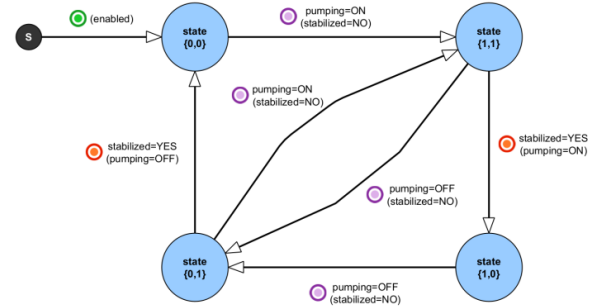 S
(enabled)
state
{0,0}
pumping=ON
(stabilized=NO)
state
{1,1}
pumping=ON
(stabilized=NO)
stabilized=YES
(pumping=OFF)
stabilized=YES
(pumping=ON)
pumping=OFF
(stabilized=NO)
state
{0,1}
pumping=OFF
(stabilized=NO)
state
{1,0}